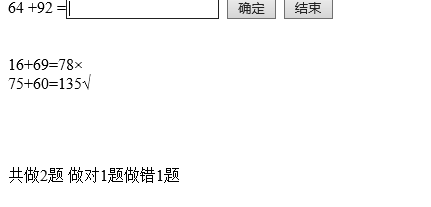 64 +92 = 确定 结束
16+69=78×
75+60=135√
共做2题 做对1题做错1题